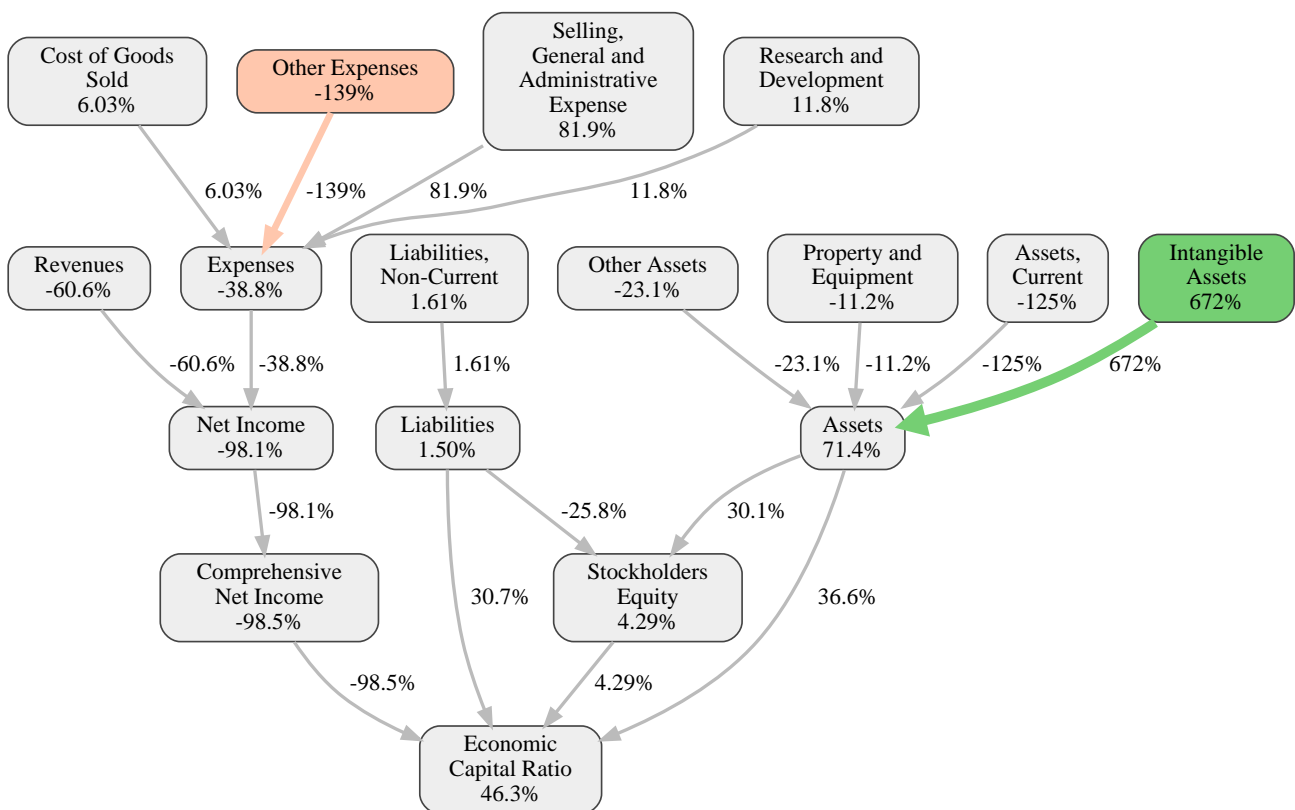 Cost of Goods
Sold
6.03%
Other Expenses
-139%
Selling,
General and
Administrative
Expense
81.9%
Research and
Development
11.8%
6.03%
-139%
81.9%
11.8%
Revenues
-60.6%
Expenses
-38.8%
Liabilities,
Non-Current
1.61%
Other Assets
-23.1%
Property and
Equipment
-11.2%
Assets,
Current
-125%
Intangible
Assets
672%
-60.6%
-38.8%
1.61%
-23.1%
-11.2%
-125%
672%
Net Income
-98.1%
Liabilities
1.50%
Assets
71.4%
-98.1%
-25.8%
30.1%
Comprehensive
Net Income
-98.5%
30.7%
Stockholders
Equity
4.29%
36.6%
-98.5%
4.29%
Economic
Capital Ratio
46.3%